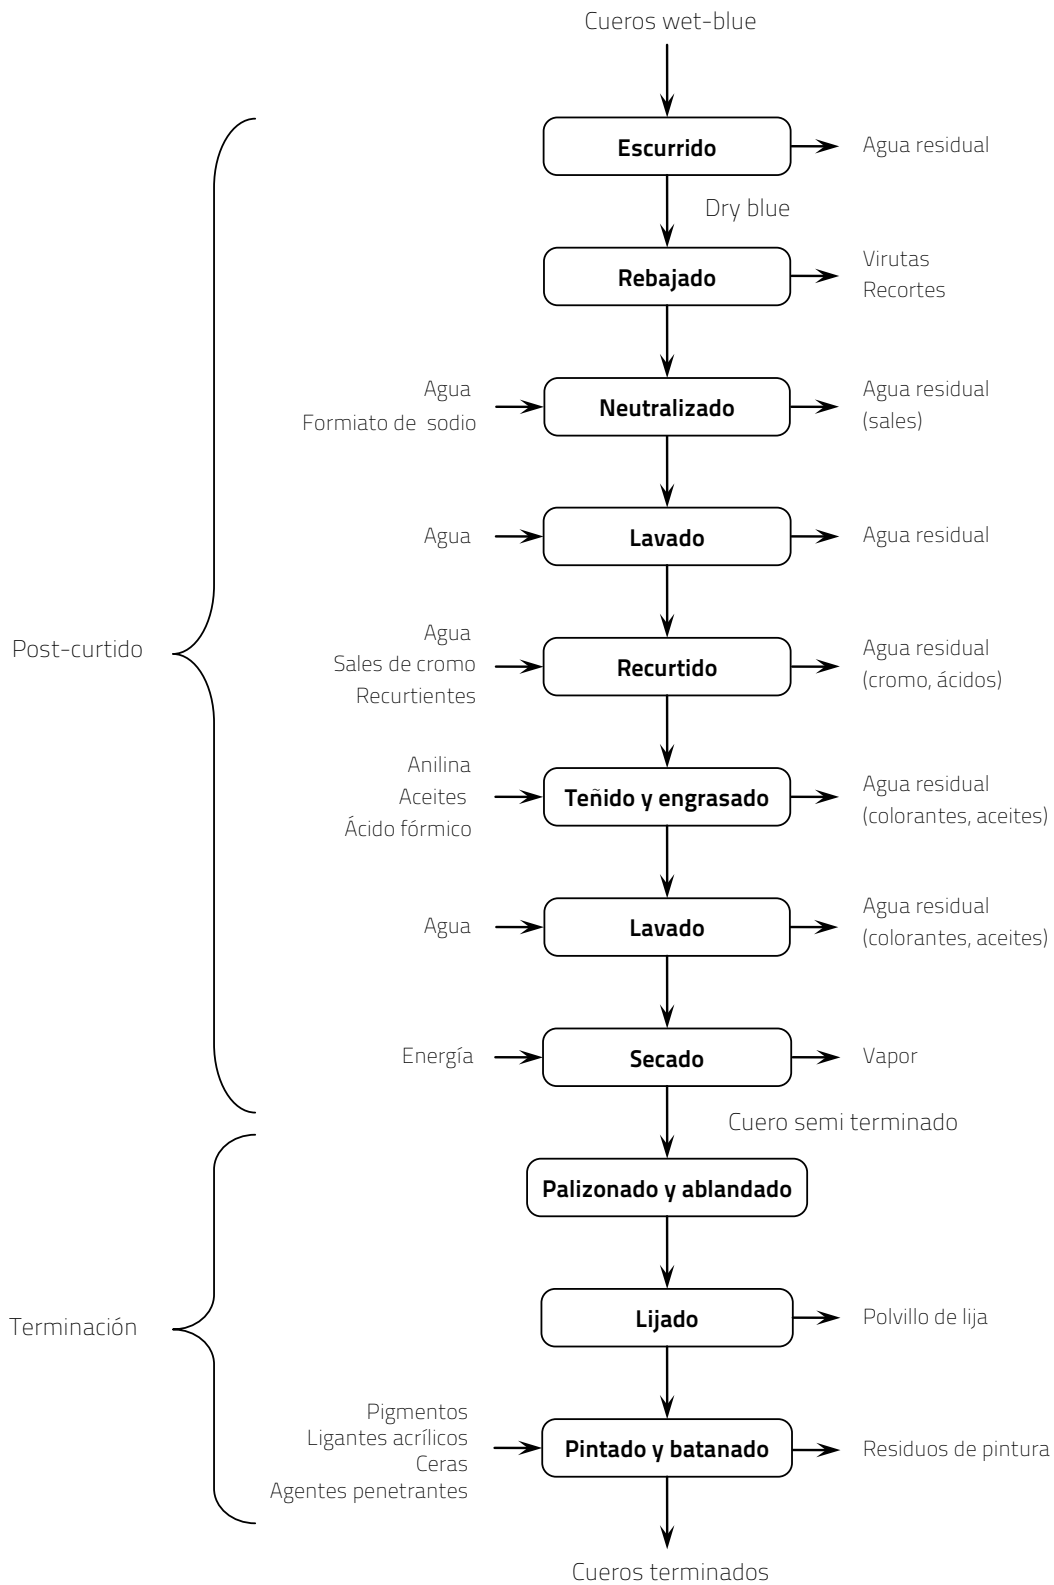 Cueros wet-blue
Escurrido
Agua residual
Dry blue
Rebajado
Virutas
Recortes
Agua
Formiato de sodio
Neutralizado
Agua residual
(sales)
Agua
Lavado
Agua residual
Post-curtido
Agua
Sales de cromo
Recurtientes
Recurtido
Agua residual
(cromo, ácidos)
Anilina
Aceites
Ácido fórmico
Teñido y engrasado
Agua residual
(colorantes, aceites)
Agua
Lavado
Agua residual
(colorantes, aceites)
Energía
Secado
Vapor
Cuero semi terminado
Palizonado y ablandado
Terminación
Lijado
Polvillo de lija
Pigmentos
Ligantes acrílicos
Ceras
Agentes penetrantes
Pintado y batanado
Residuos de pintura
Cueros terminados